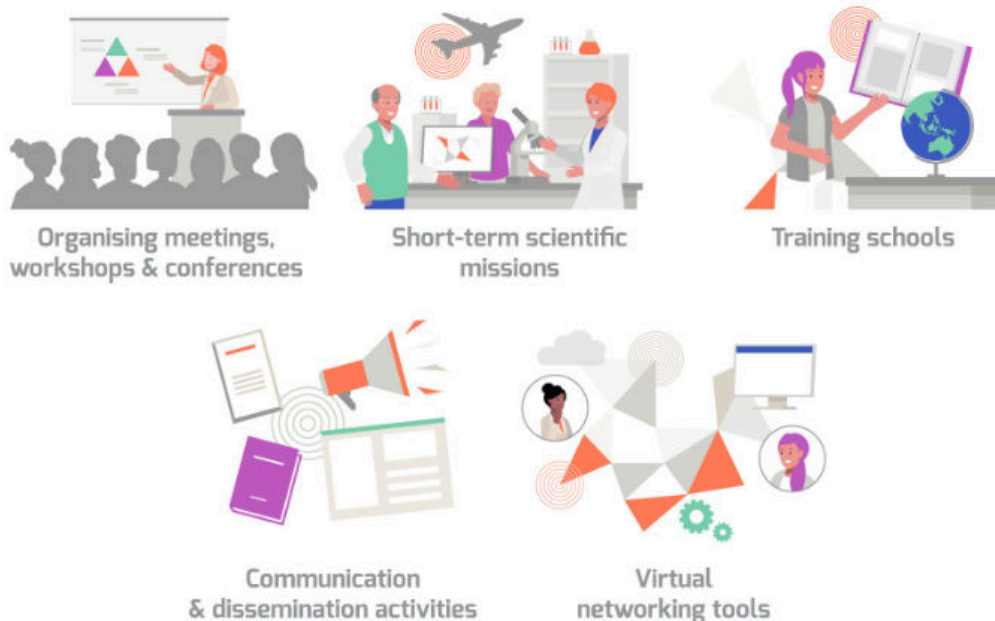 Organising meetings,
workshops & conferences
Short-term scientific
missions
Training schools
Communication
& dissemination activities
Virtual
networking tools